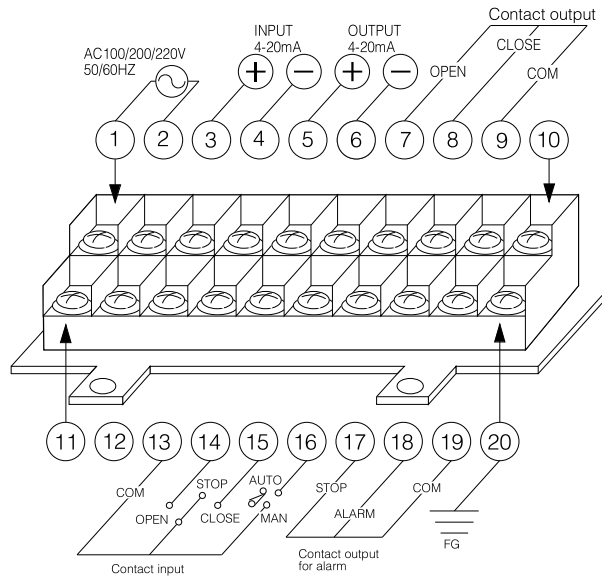 Contact output
INPUT
4-20mA
OUTPUT
4-20mA
AC100/200/220V
50/60HZ
OPEN
CLOSE
COM
+ − + −
1 2 3 4 5 6 7 8 9 10
11 12 13 14 15 16 17 18 19 20
COM
OPEN
STOP
CLOSE
AUTO
MAN
STOP
ALARM
COM
FG
Contact input
Contact output
for alarm